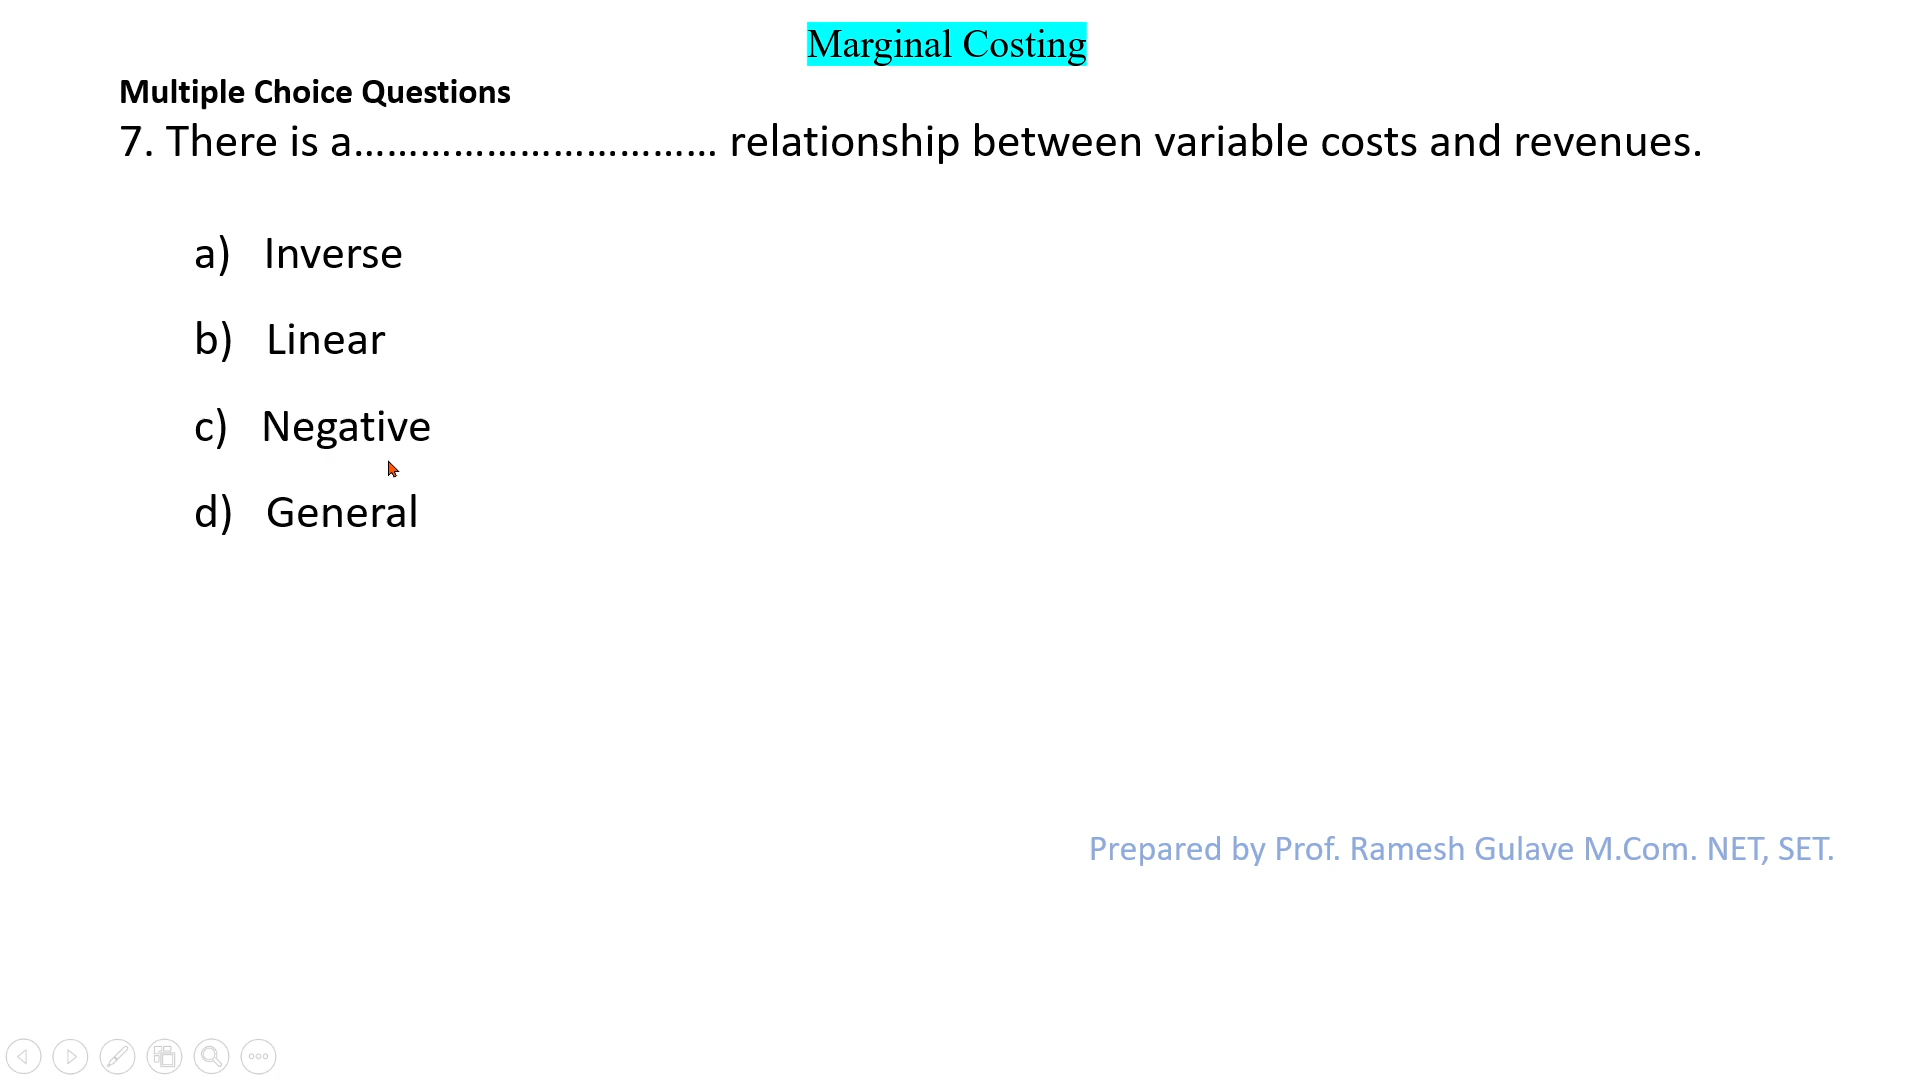 Marginal Costing
Multiple Choice Questions
7. There is a................................. relationship between variable costs and revenues.
a) Inverse
b) Linear
c) Negative
d) General
Prepared by Prof. Ramesh Gulave M.Com. NET, SET.